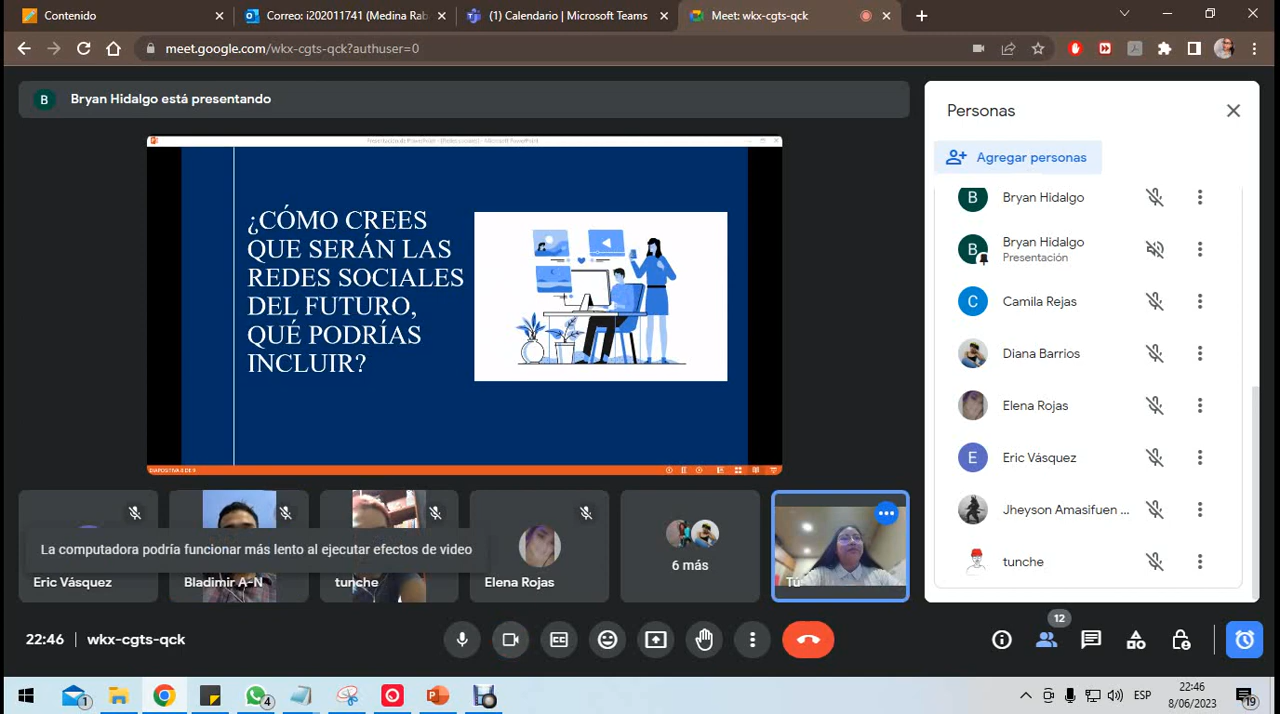 Contenido
Correo: i202011741 (Medina Rab
(1) Calendario | Microsoft Teams
Meet: wkx-cgts-qck
meet.google.com/wkx-cgts-qck?authuser=0
B
Bryan Hidalgo está presentando
¿CÓMO CREES
QUE SERÁN LAS
REDES SOCIALES
DEL FUTURO,
QUÉ PODRÍAS
INCLUIR?
Personas
Agregar personas
B
Bryan Hidalgo
B
Bryan Hidalgo
Presentación
C
Camila Rejas
Diana Barrios
Elena Rojas
E
Eric Vásquez
Jheyson Amasifuen ...
tunche
La computadora podría funcionar más lento al ejecutar efectos de video
Eric Vásquez
Bladimir A-N
tunche
Elena Rojas
6 más
Tú
22:46 | wkx-cgts-qck
12
1
4
ESP
22:46
8/06/2023
19